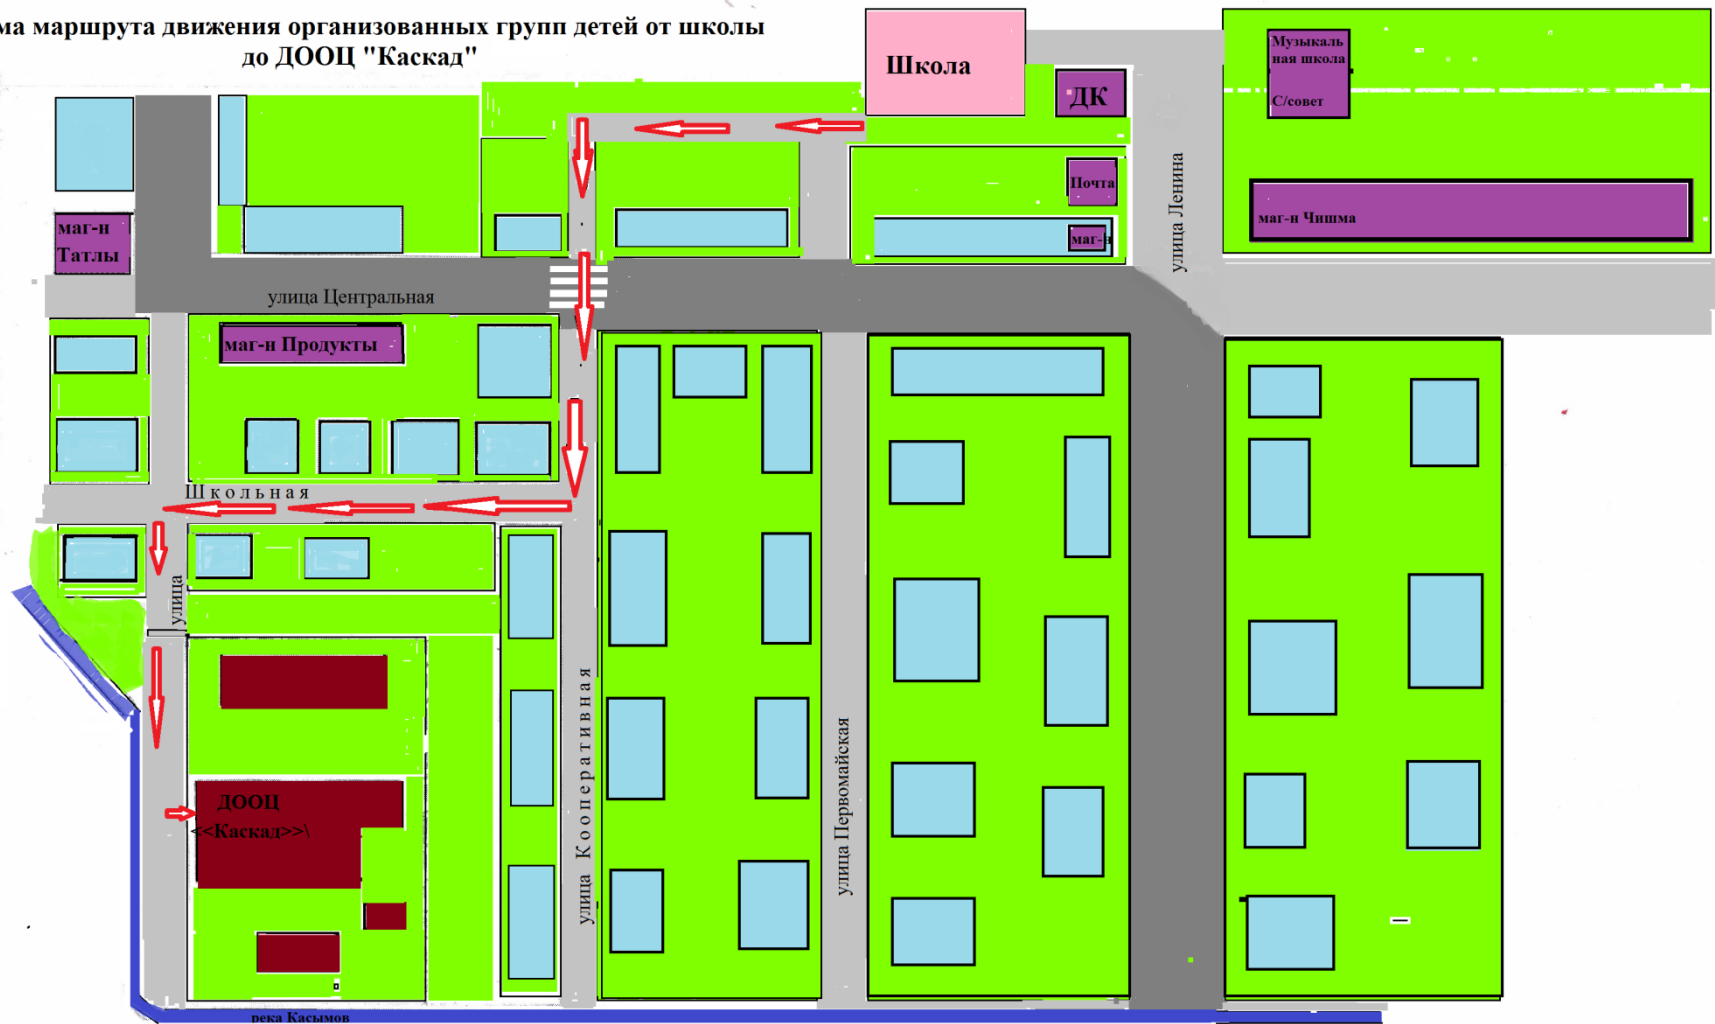 ма маршрута движения организованных групп детей от школы
до ДООЦ "Каскад"
Школа
ДК
Музыкаль
ная школа
С/совет
Почта
маг-н
улица Ленина
маг-н Чишма
маг-н
Татлы
улица Центральная
маг-н Продукты
Школьная
улица
ДООЦ
<<Каскад>>\
улица Кооперативная
улица Первомайская
река Касымов